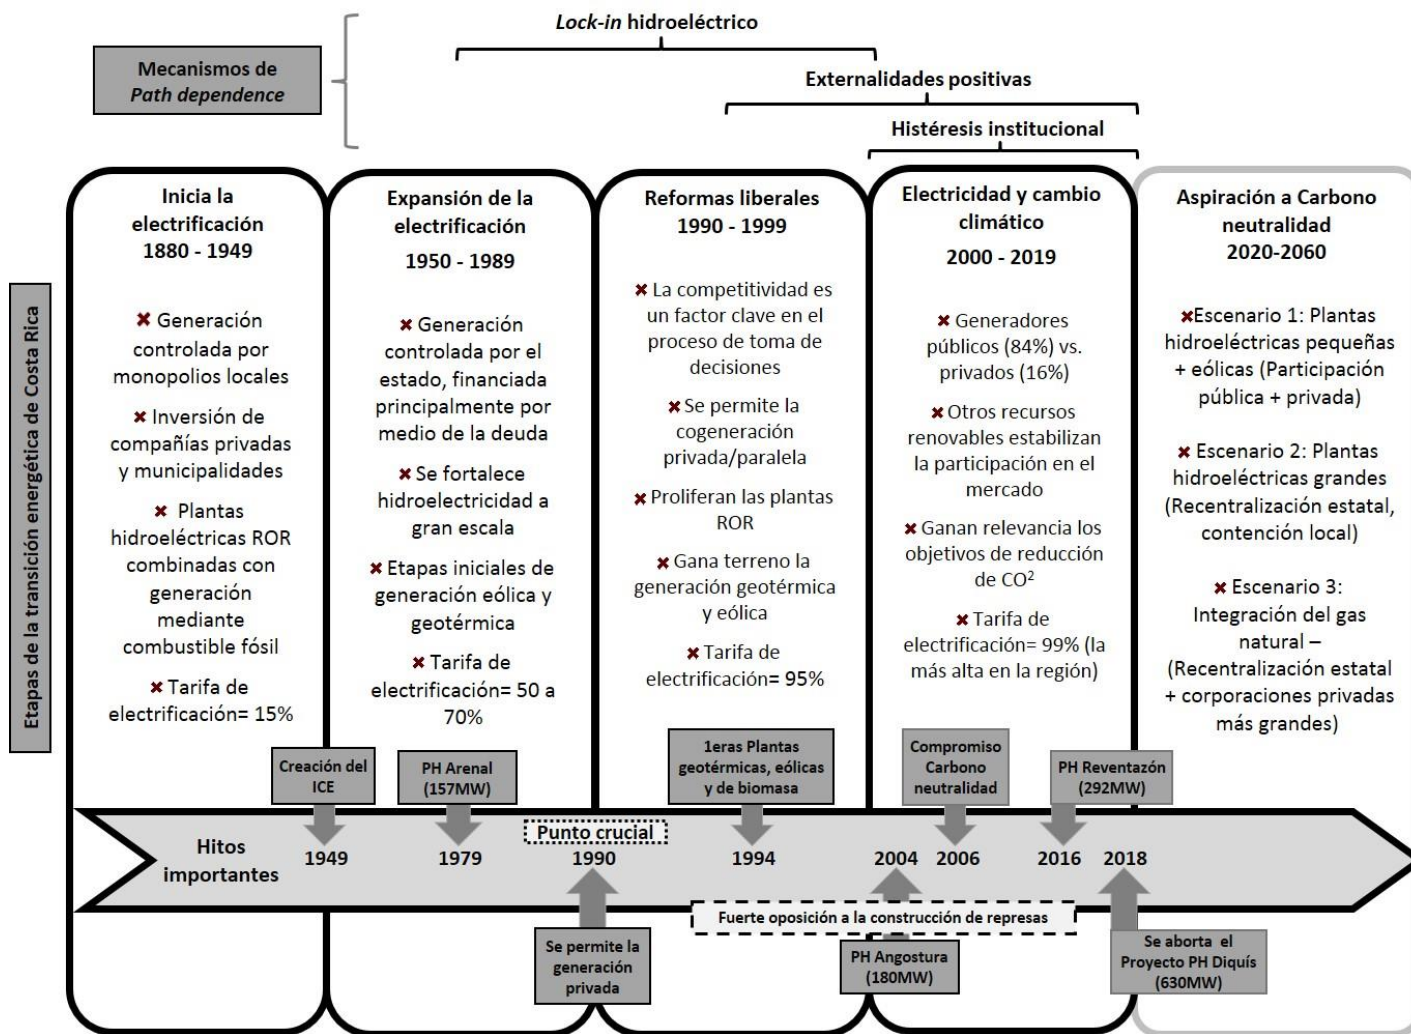 Lock-in hidroeléctrico
Mecanismos de
Path dependence
Externalidades positivas
Histéresis institucional
Etapas de la transición energética de Costa Rica
Inicia la
electrificación
1880 - 1949
✖ Generación
controlada por
monopolios locales
✖ Inversión de
compañías privadas
y municipalidades
✖ Plantas
hidroeléctricas ROR
combinadas con
generación
mediante
combustible fósil
✖ Tarifa de
electrificación= 15%
Expansión de la
electrificación
1950 - 1989
✖ Generación
controlada por el
estado, financiada
principalmente por
medio de la deuda
✖ Se fortalece
hidroelectricidad a
gran escala
✖ Etapas iniciales de
generación eólica y
geotérmica
✖ Tarifa de
electrificación= 50 a
70%
Reformas liberales
1990 - 1999
✖ La competitividad es
un factor clave en el
proceso de toma de
decisiones
✖ Se permite la
cogeneración
privada/paralela
✖ Proliferan las plantas
ROR
✖ Gana terreno la
generación geotérmica
y eólica
✖ Tarifa de
electrificación= 95%
Electricidad y cambio
climático
2000 - 2019
✖ Generadores
públicos (84%) vs.
privados (16%)
✖ Otros recursos
renovables estabilizan
la participación en el
mercado
✖ Ganan relevancia los
objetivos de reducción
de CO²
✖ Tarifa de
electrificación= 99% (la
más alta en la región)
Aspiración a Carbono
neutralidad
2020-2060
✖Escenario 1: Plantas
hidroeléctricas pequeñas
+ eólicas (Participación
pública + privada)
✖ Escenario 2: Plantas
hidroeléctricas grandes
(Recentralización estatal,
contención local)
✖ Escenario 3:
Integración del gas
natural –
(Recentralización estatal
+ corporaciones privadas
más grandes)
Creación del
ICE
PH Arenal
(157MW)
1eras Plantas
geotérmicas, eólicas
y de biomasa
Compromiso
Carbono
neutralidad
PH Reventazón
(292MW)
Hitos
importantes
Punto crucial
1949
1979
1990
1994
2004
2006
2016
2018
Fuerte oposición a la construcción de represas
Se permite la
generación
privada
PH Angostura
(180MW)
Se aborta el
Proyecto PH Diquís
(630MW)